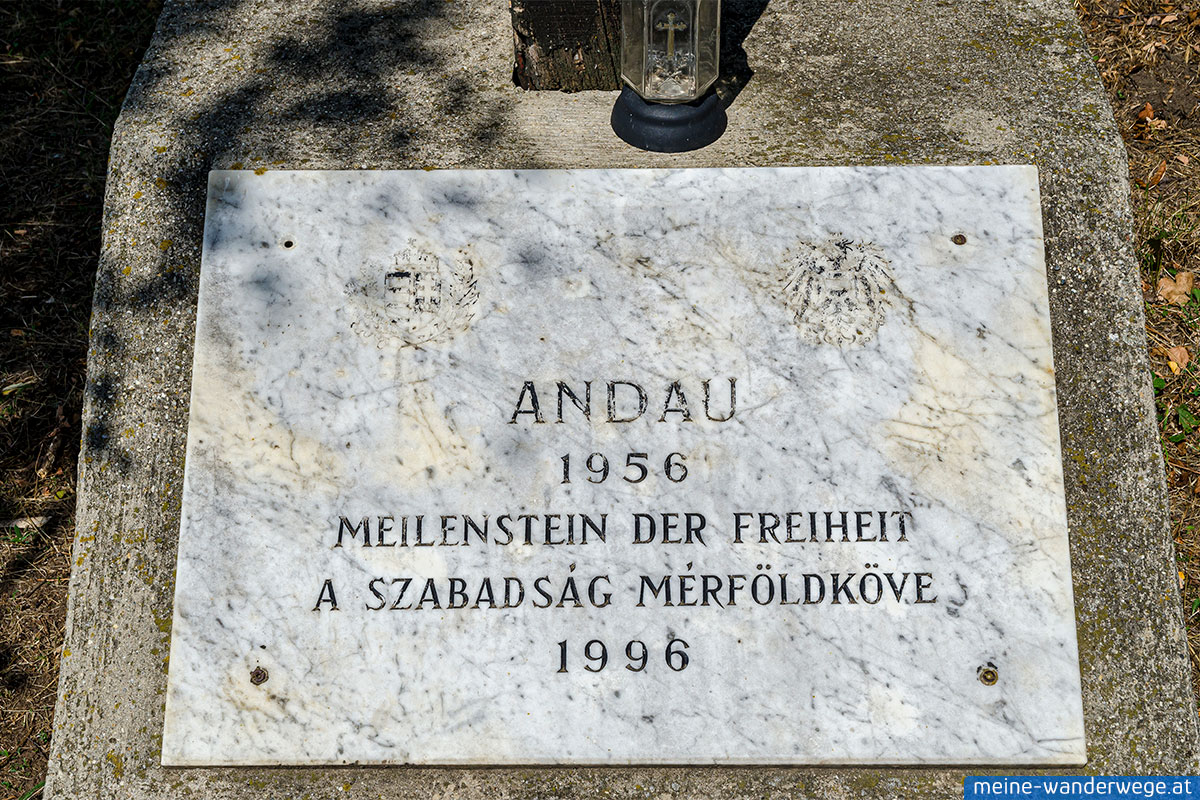 ANDAU
1956
MEILENSTEIN DER FREIHEIT
A SZABADSÁG MÉRFÖLDKÖVE
1996
meine-wanderwege.at